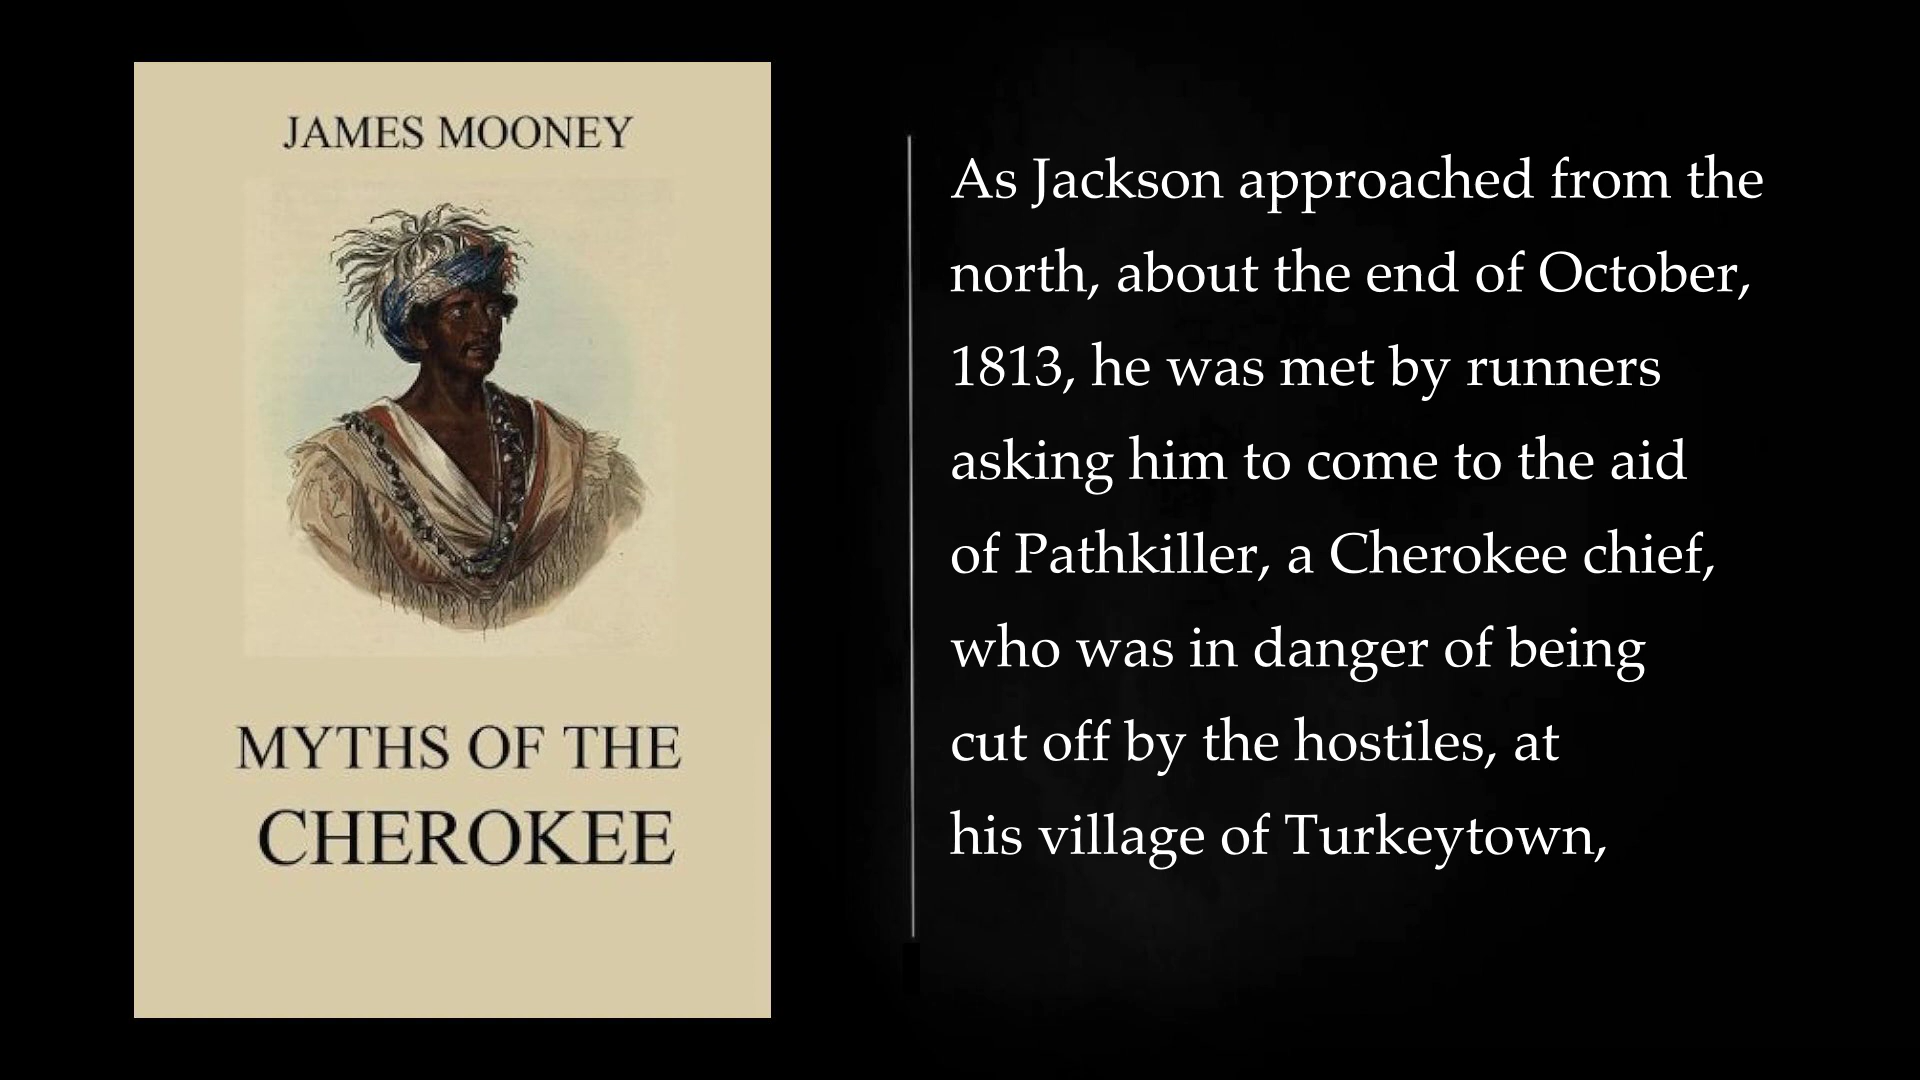 JAMES MOONEY
MYTHS OF THE
CHEROKEE
As Jackson approached from the
north, about the end of October,
1813, he was met by runners
asking him to come to the aid
of Pathkiller, a Cherokee chief,
who was in danger of being
cut off by the hostiles, at
his village of Turkeytown,